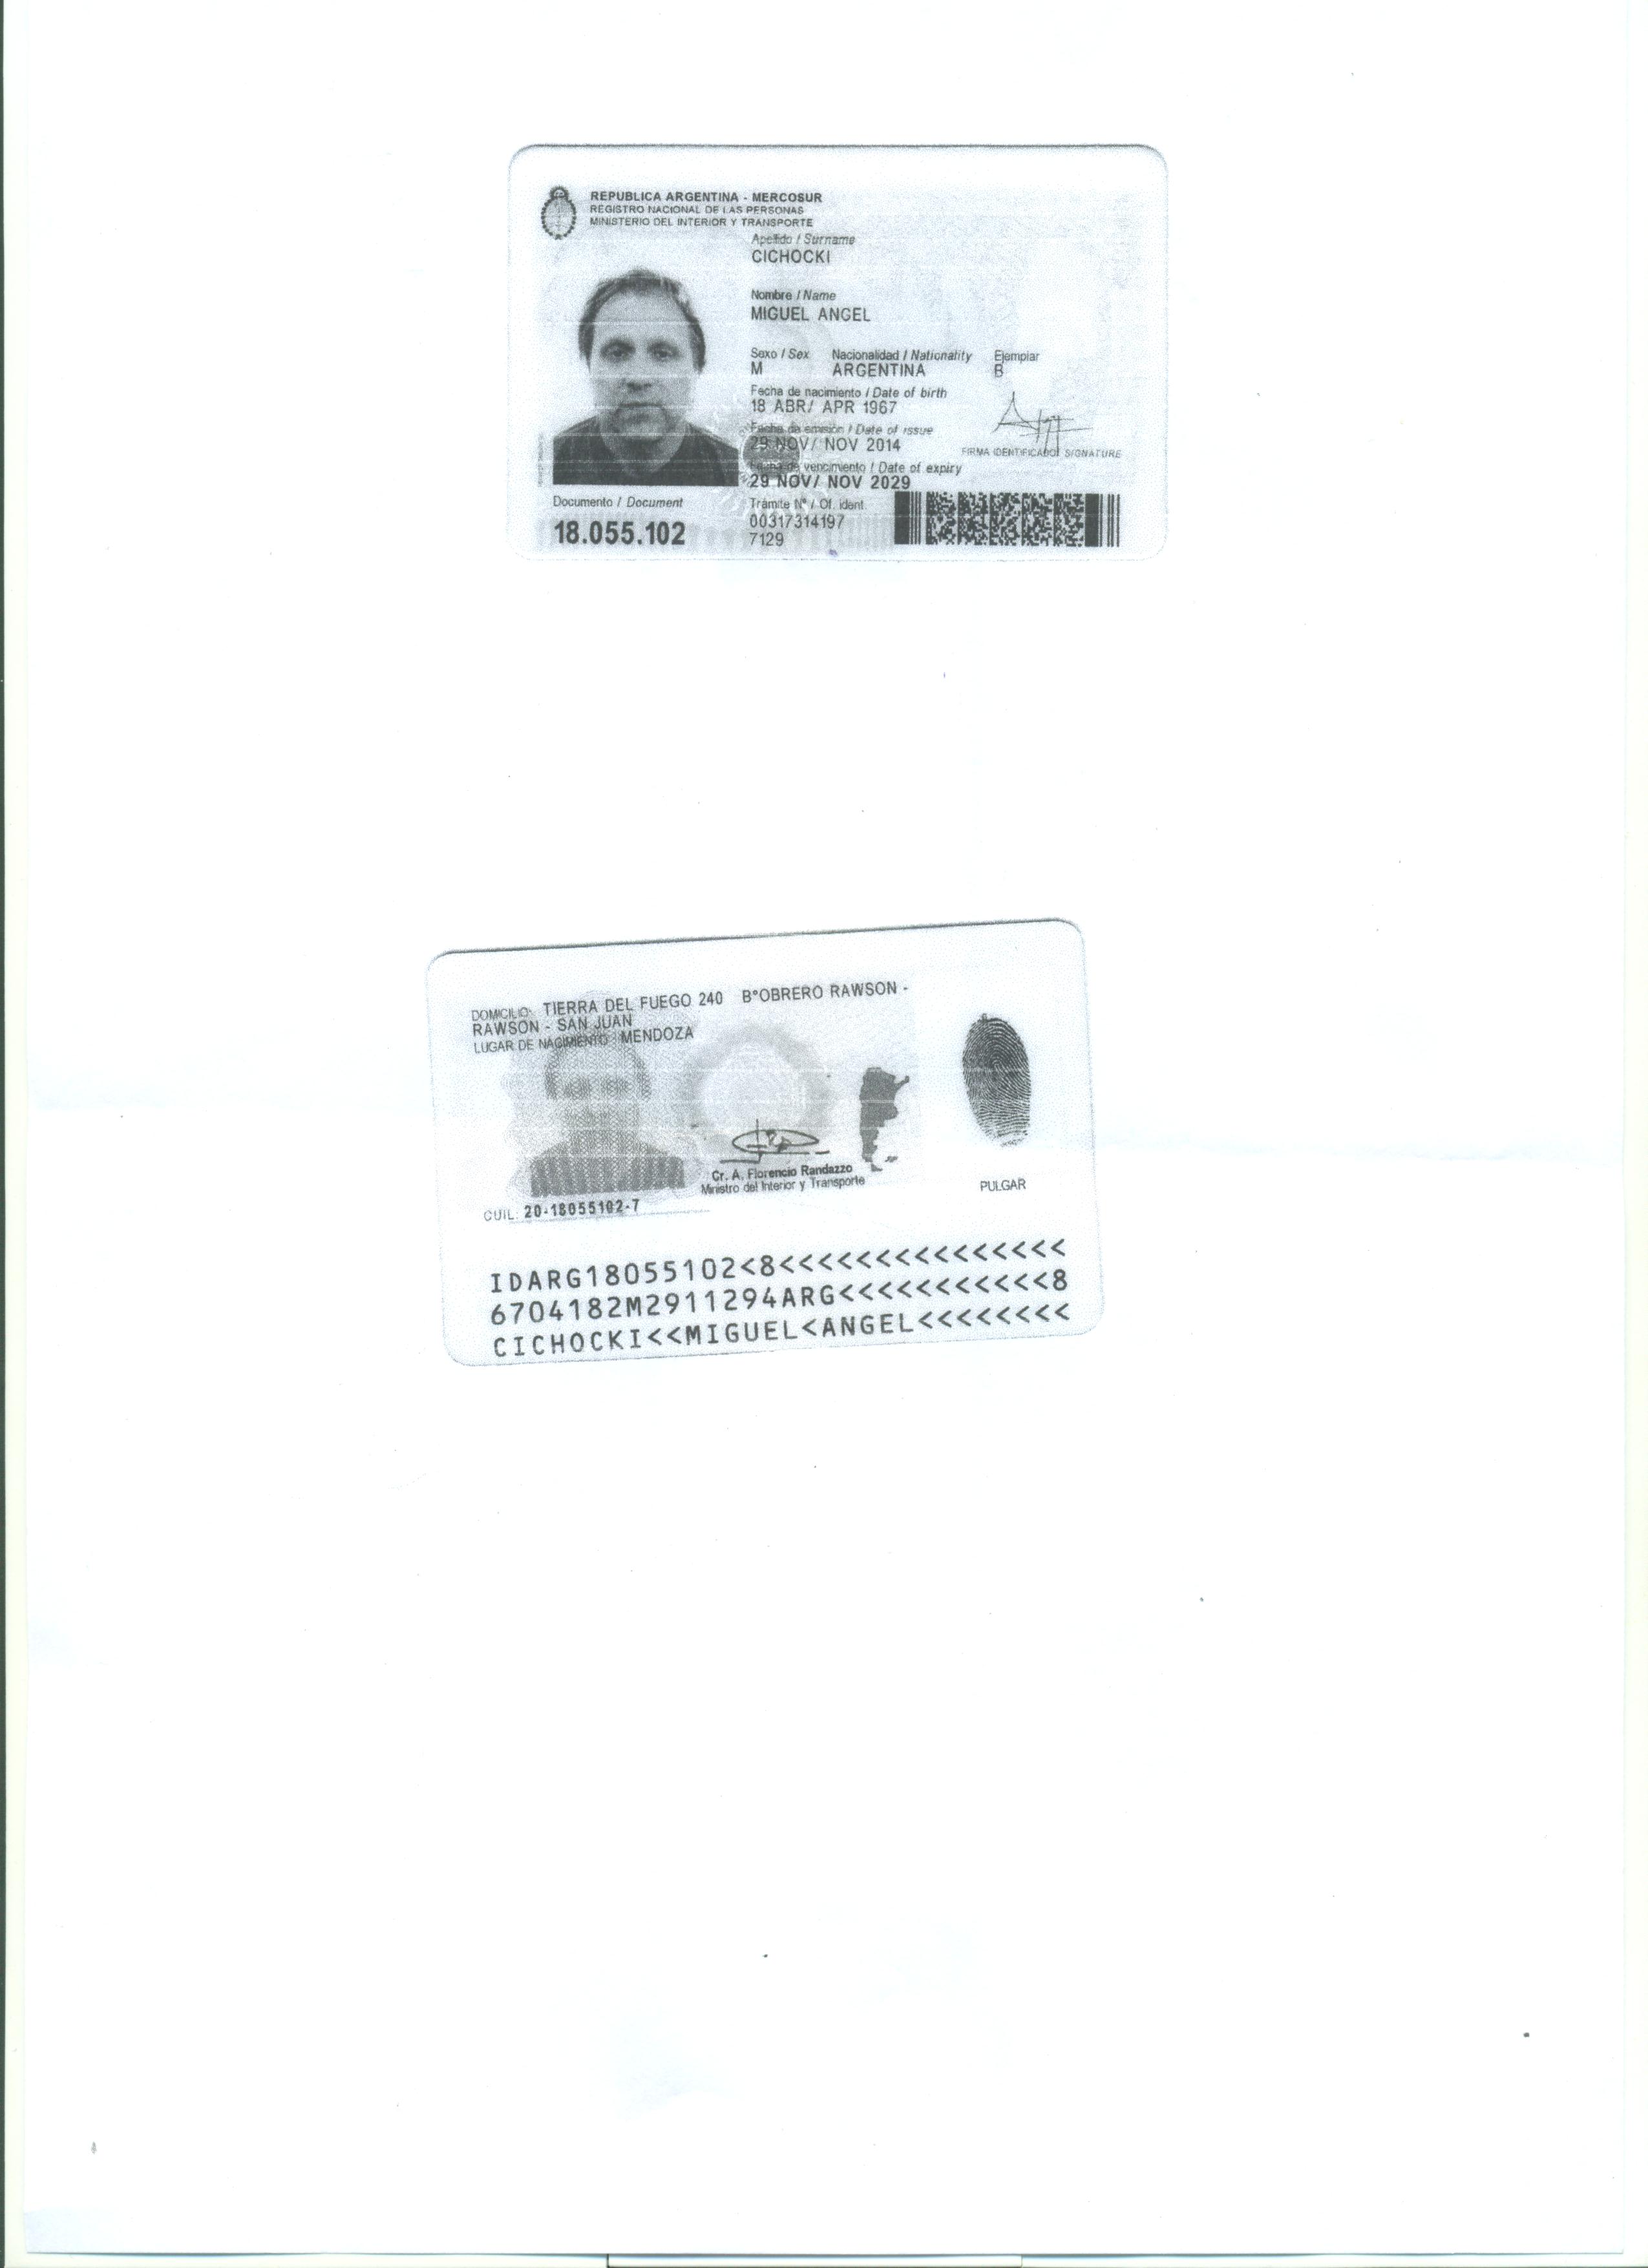 REPUBLICA ARGENTINA - MERCOSUR
REGISTRO NACIONAL DE LAS PERSONAS
MINISTERIO DEL INTERIOR Y TRANSPORTE
Apellido / Surname
CICHOCKI
Nombre / Name
MIGUEL ANGEL
Sexo / Sex Nacionalidad / Nationality Ejemplar
M ARGENTINA B
Fecha de nacimiento / Date of birth
18 ABR/ APR 1967
Fecha de emisión / Date of issue
29 NOV/ NOV 2014
FIRMA IDENTIFICADO/ SIGNATURE
Fecha de vencimiento / Date of expiry
29 NOV/ NOV 2029
Documento / Document Trámite Nº / Of. ident.
18.055.102 00317314197
7129
DOMICILIO: TIERRA DEL FUEGO 240 B°OBRERO RAWSON -
RAWSON - SAN JUAN
LUGAR DE NACIMIENTO: MENDOZA
Cr. A. Florencio Randazzo
Ministro del Interior y Transporte
PULGAR
CUIL: 20-18055102-7
IDARG18055102<8<<<<<<<<<<<<<<<
6704182M2911294ARG<<<<<<<<<<<8
CICHOCKI<<MIGUEL<ANGEL<<<<<<<<